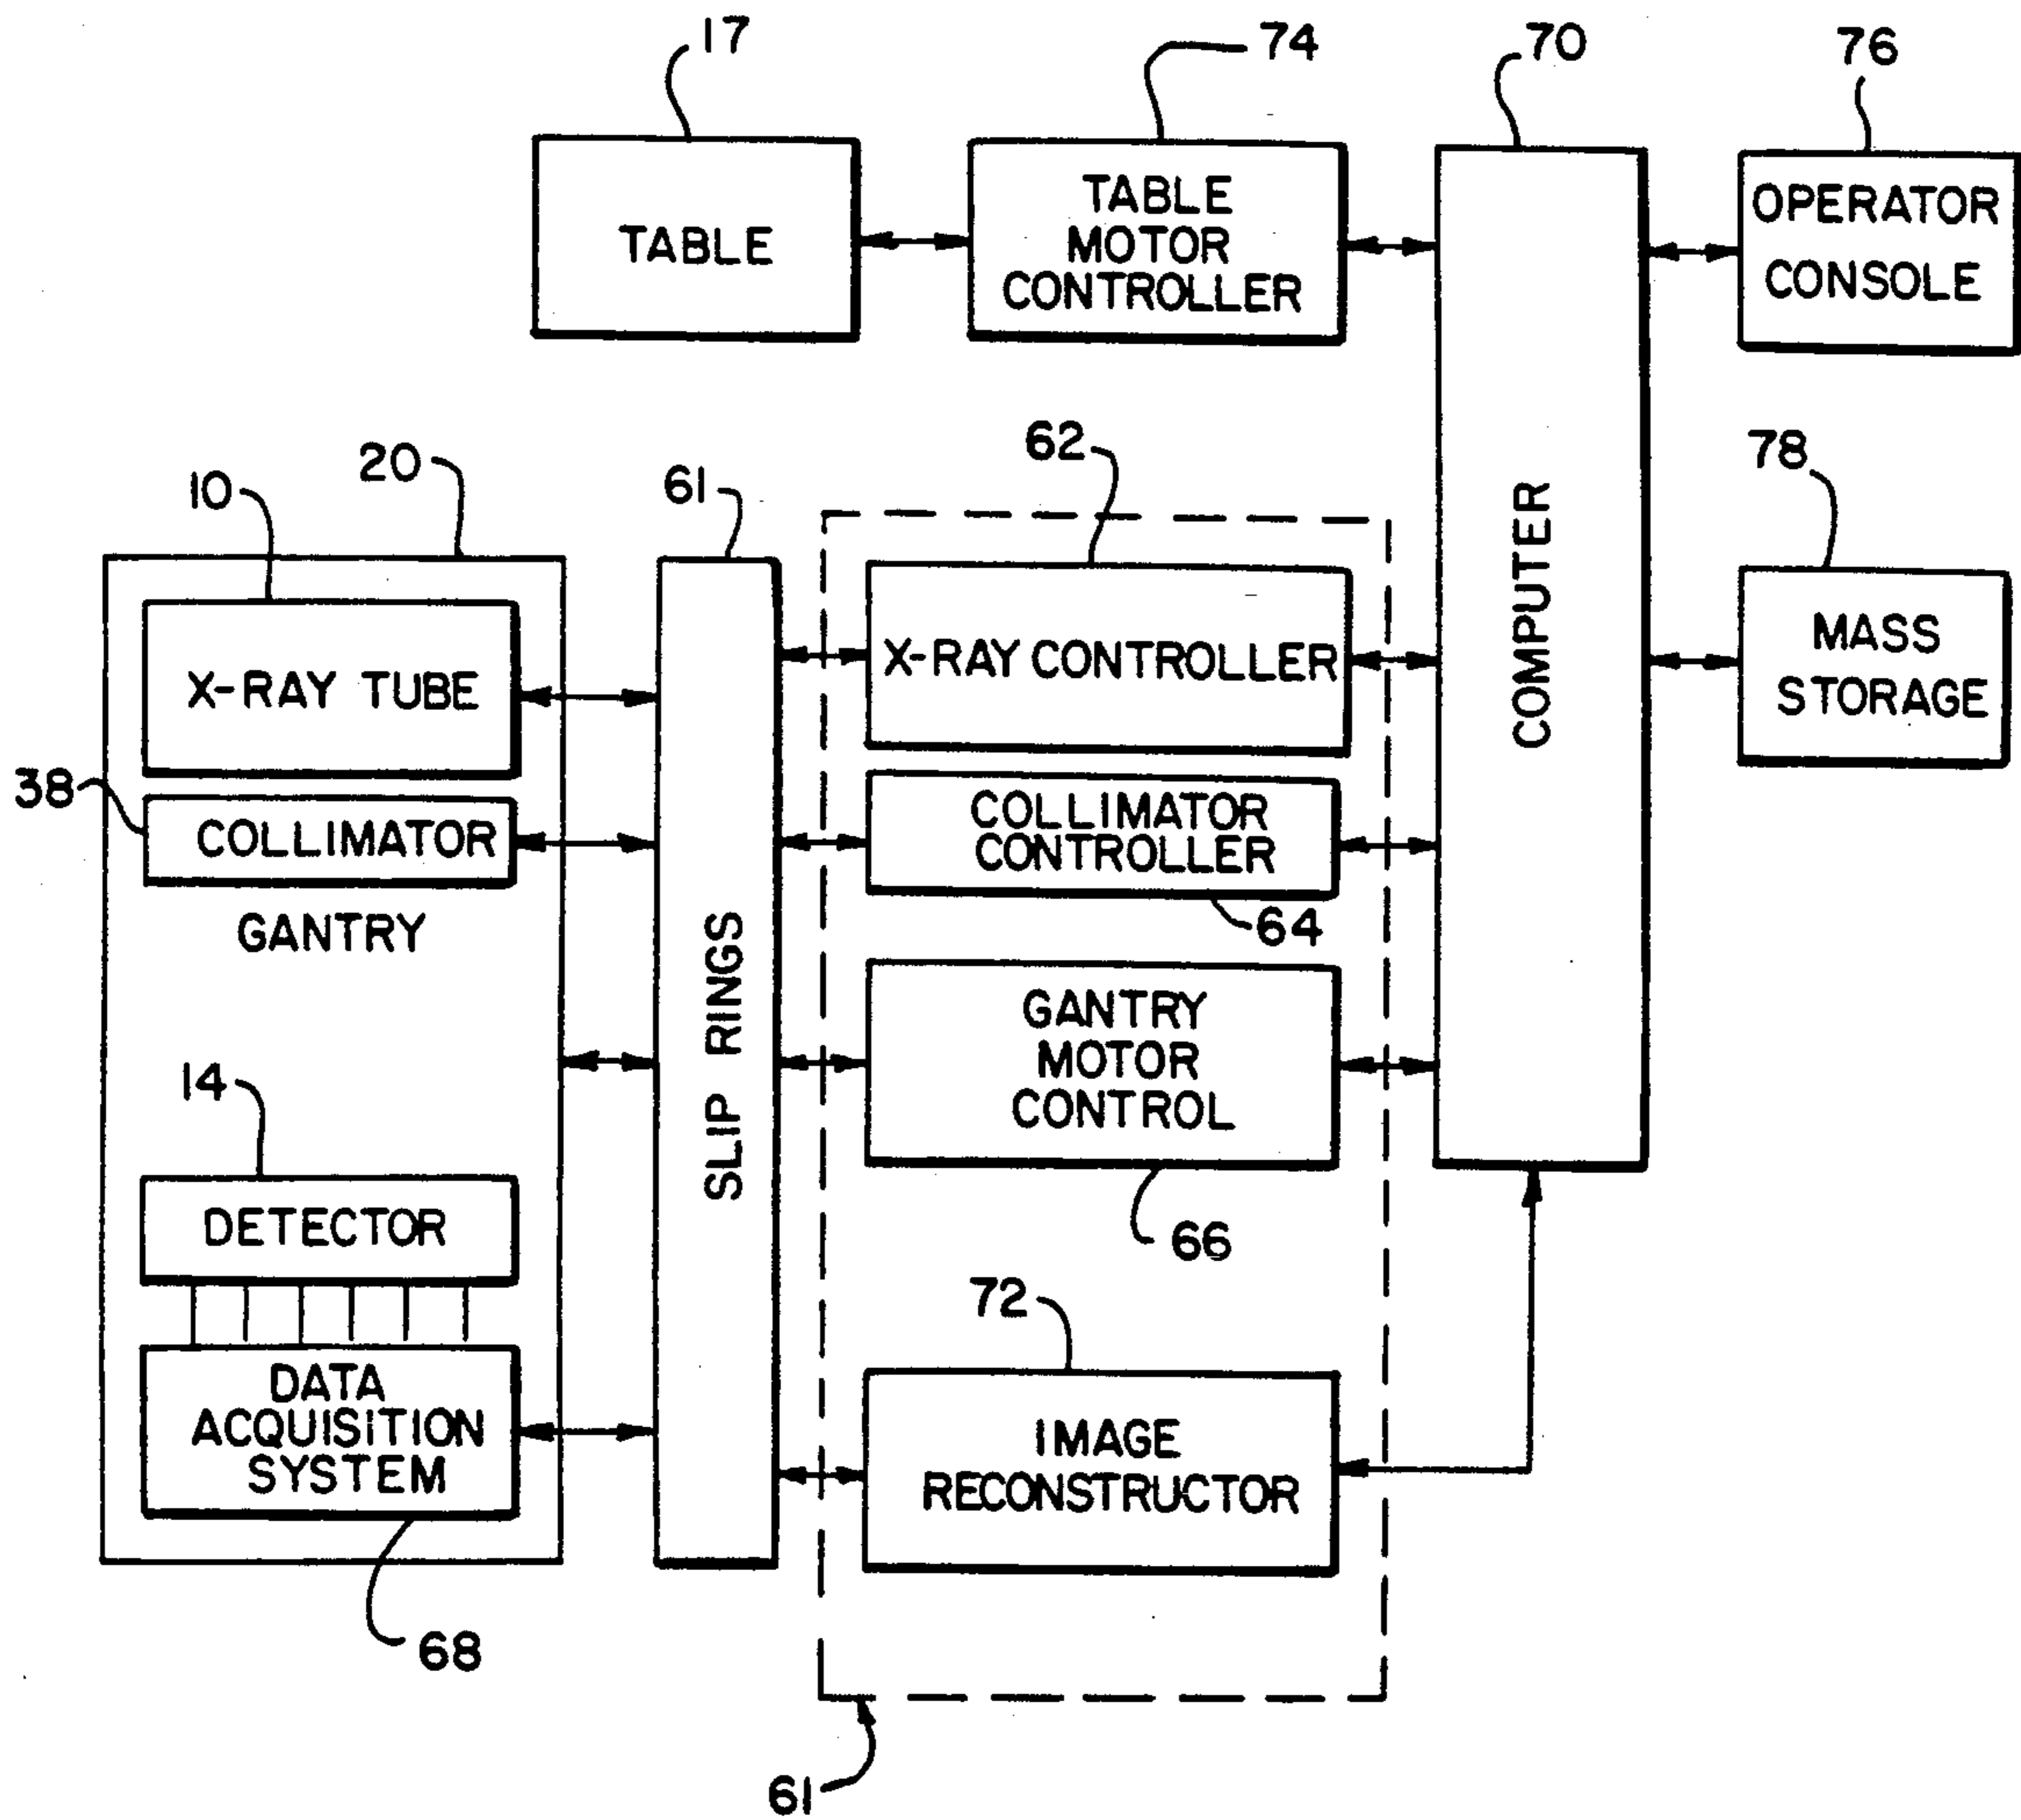 17
74
70
76
TABLE
TABLE
MOTOR
CONTROLLER
OPERATOR
CONSOLE
COMPUTER
78
MASS
STORAGE
20
10
61
62
X-RAY TUBE
38
COLLIMATOR
GANTRY
14
DETECTOR
DATA
ACQUISITION
SYSTEM
68
SLIP RINGS
X-RAY CONTROLLER
COLLIMATOR
CONTROLLER
64
GANTRY
MOTOR
CONTROL
66
72
IMAGE
RECONSTRUCTOR
61